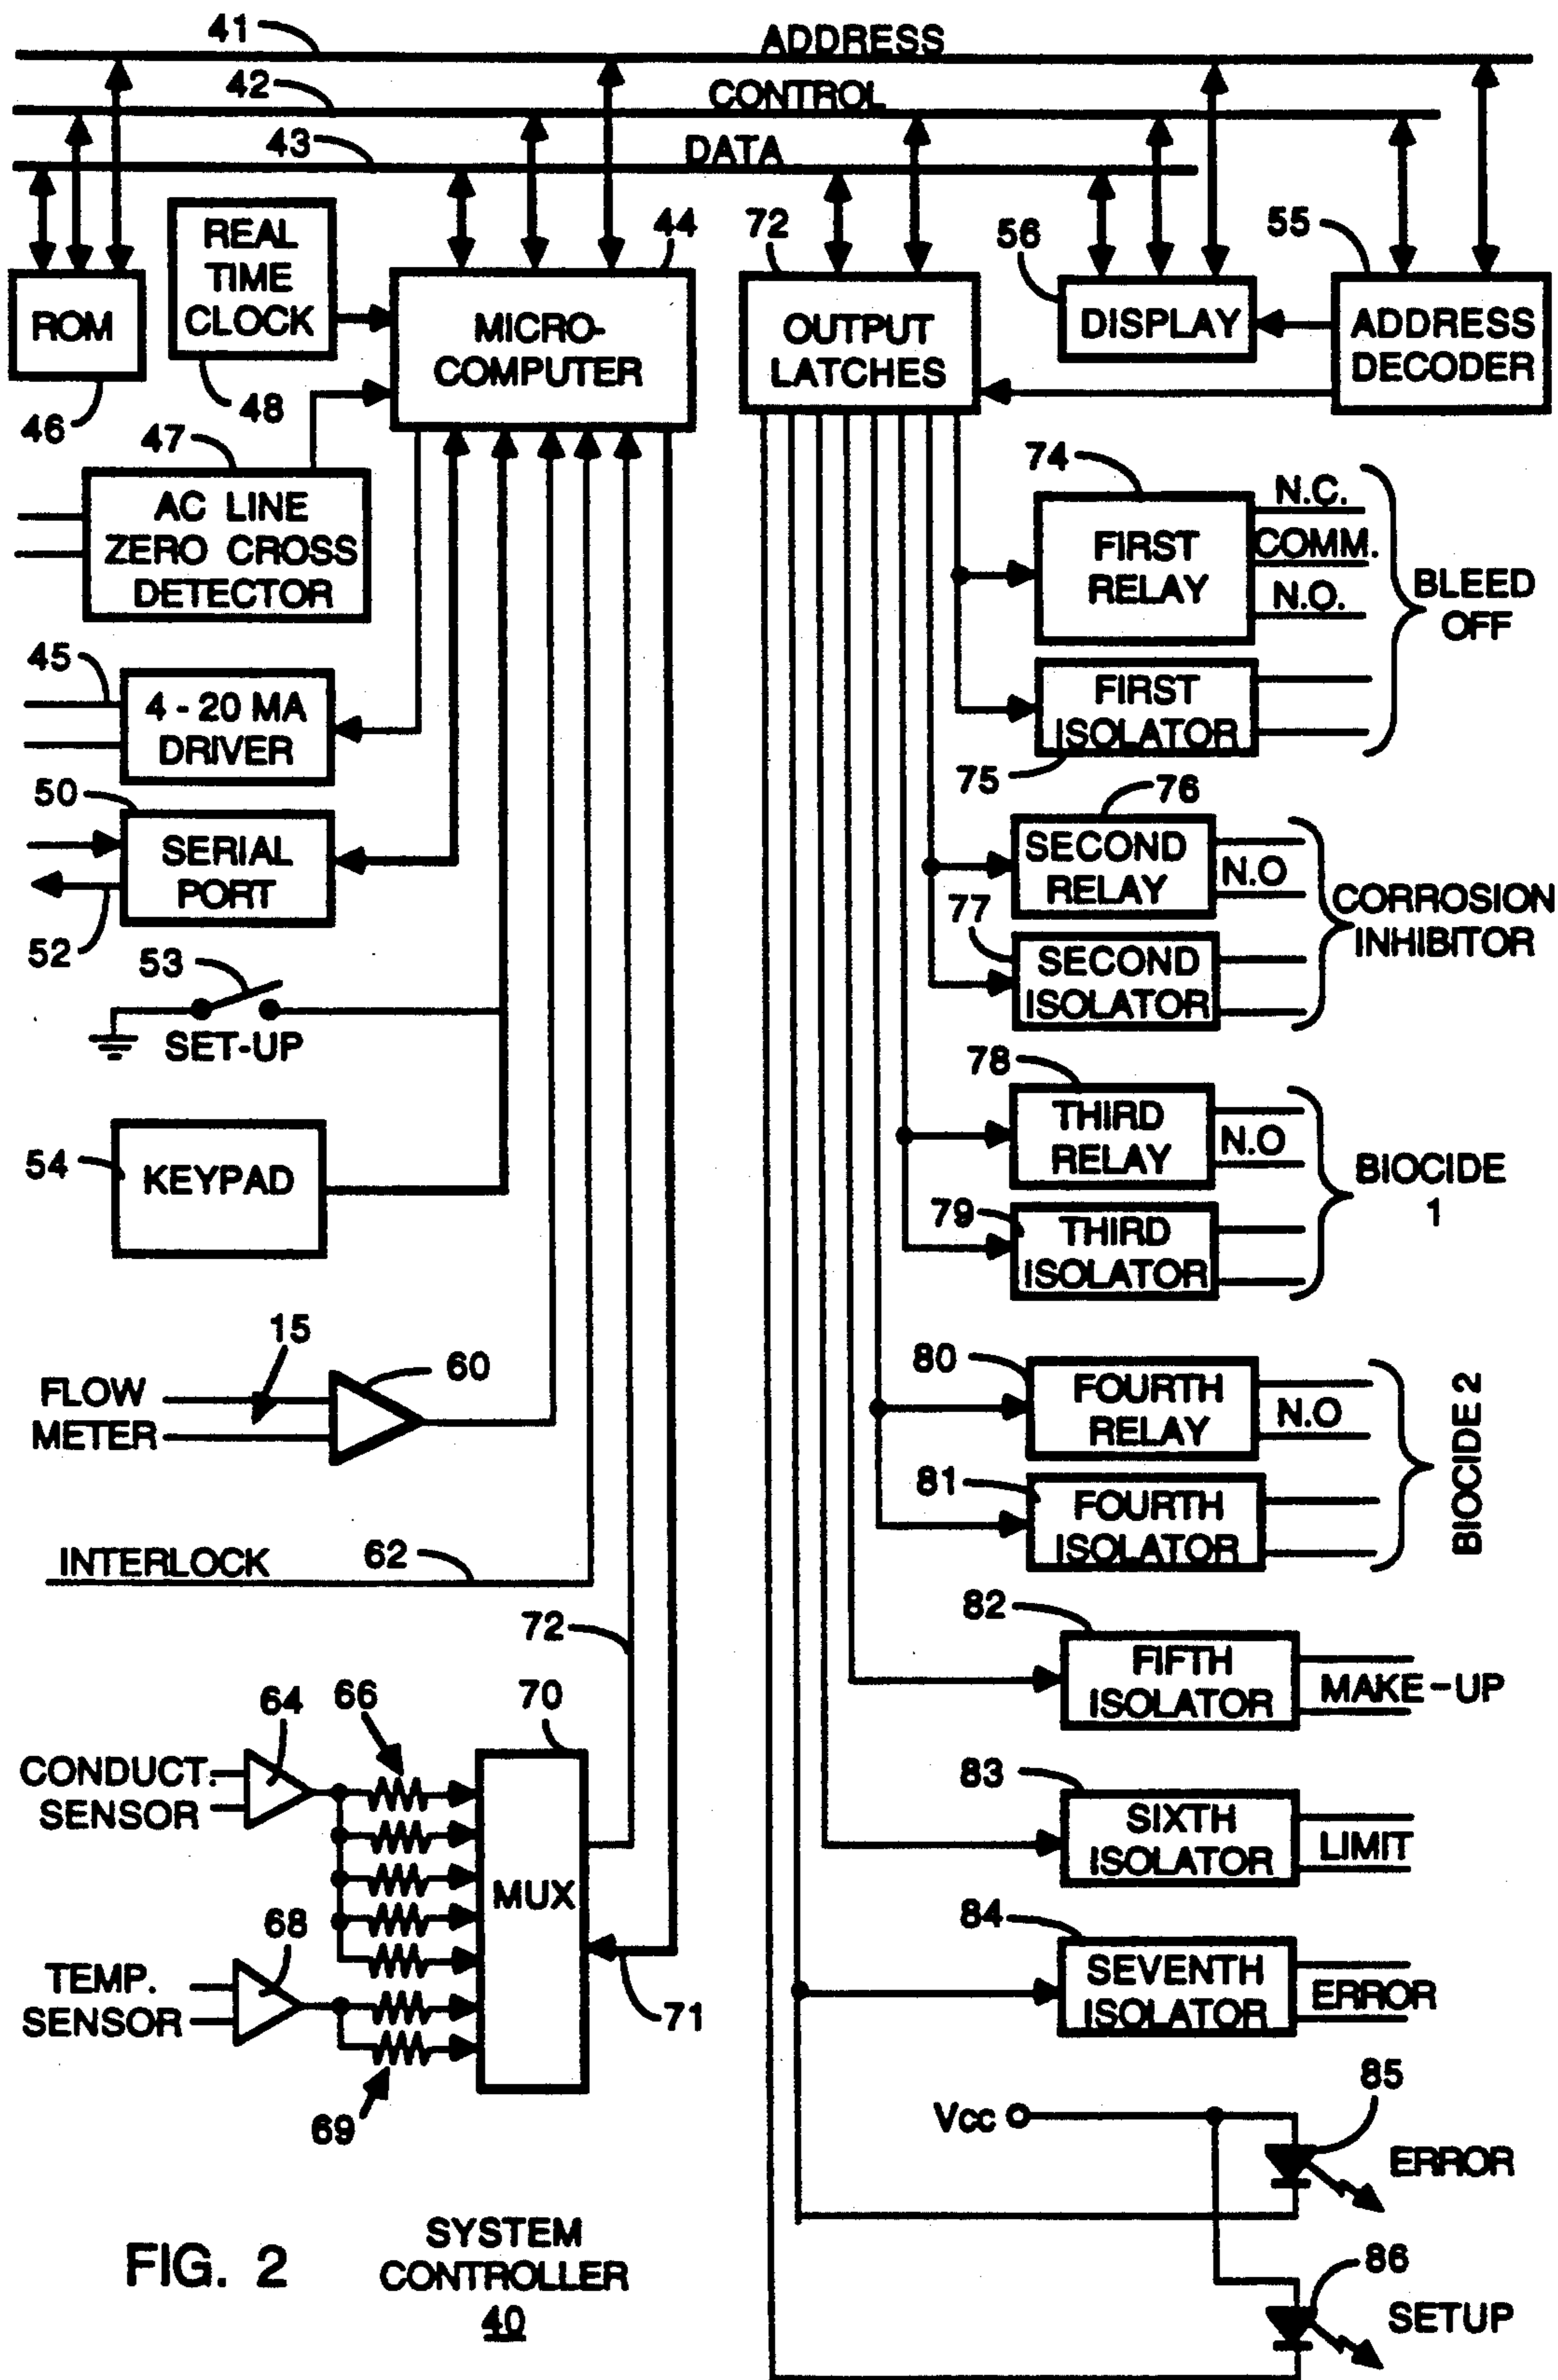 41
ADDRESS
42
CONTROL
43
DATA
REAL
TIME
CLOCK
48
44
72
56
55
ROM
46
MICRO-
COMPUTER
OUTPUT
LATCHES
DISPLAY
ADDRESS
DECODER
47
AC LINE
ZERO CROSS
DETECTOR
74
FIRST
RELAY
N.C.
COMM.
N.O.
BLEED
OFF
45
4 - 20 MA
DRIVER
FIRST
ISOLATOR
75
50
SERIAL
PORT
52
76
SECOND
RELAY
N.O
77
SECOND
ISOLATOR
CORROSION
INHIBITOR
53
SET-UP
78
THIRD
RELAY
N.O
79
THIRD
ISOLATOR
BIOCIDE
1
54
KEYPAD
15
60
FLOW
METER
80
FOURTH
RELAY
N.O
81
FOURTH
ISOLATOR
BIOCIDE 2
INTERLOCK
62
72
82
FIFTH
ISOLATOR
MAKE-UP
64
66
70
CONDUCT.
SENSOR
MUX
83
SIXTH
ISOLATOR
LIMIT
68
TEMP.
SENSOR
71
69
84
SEVENTH
ISOLATOR
ERROR
Vcc
85
ERROR
86
SETUP
FIG. 2
SYSTEM
CONTROLLER
40